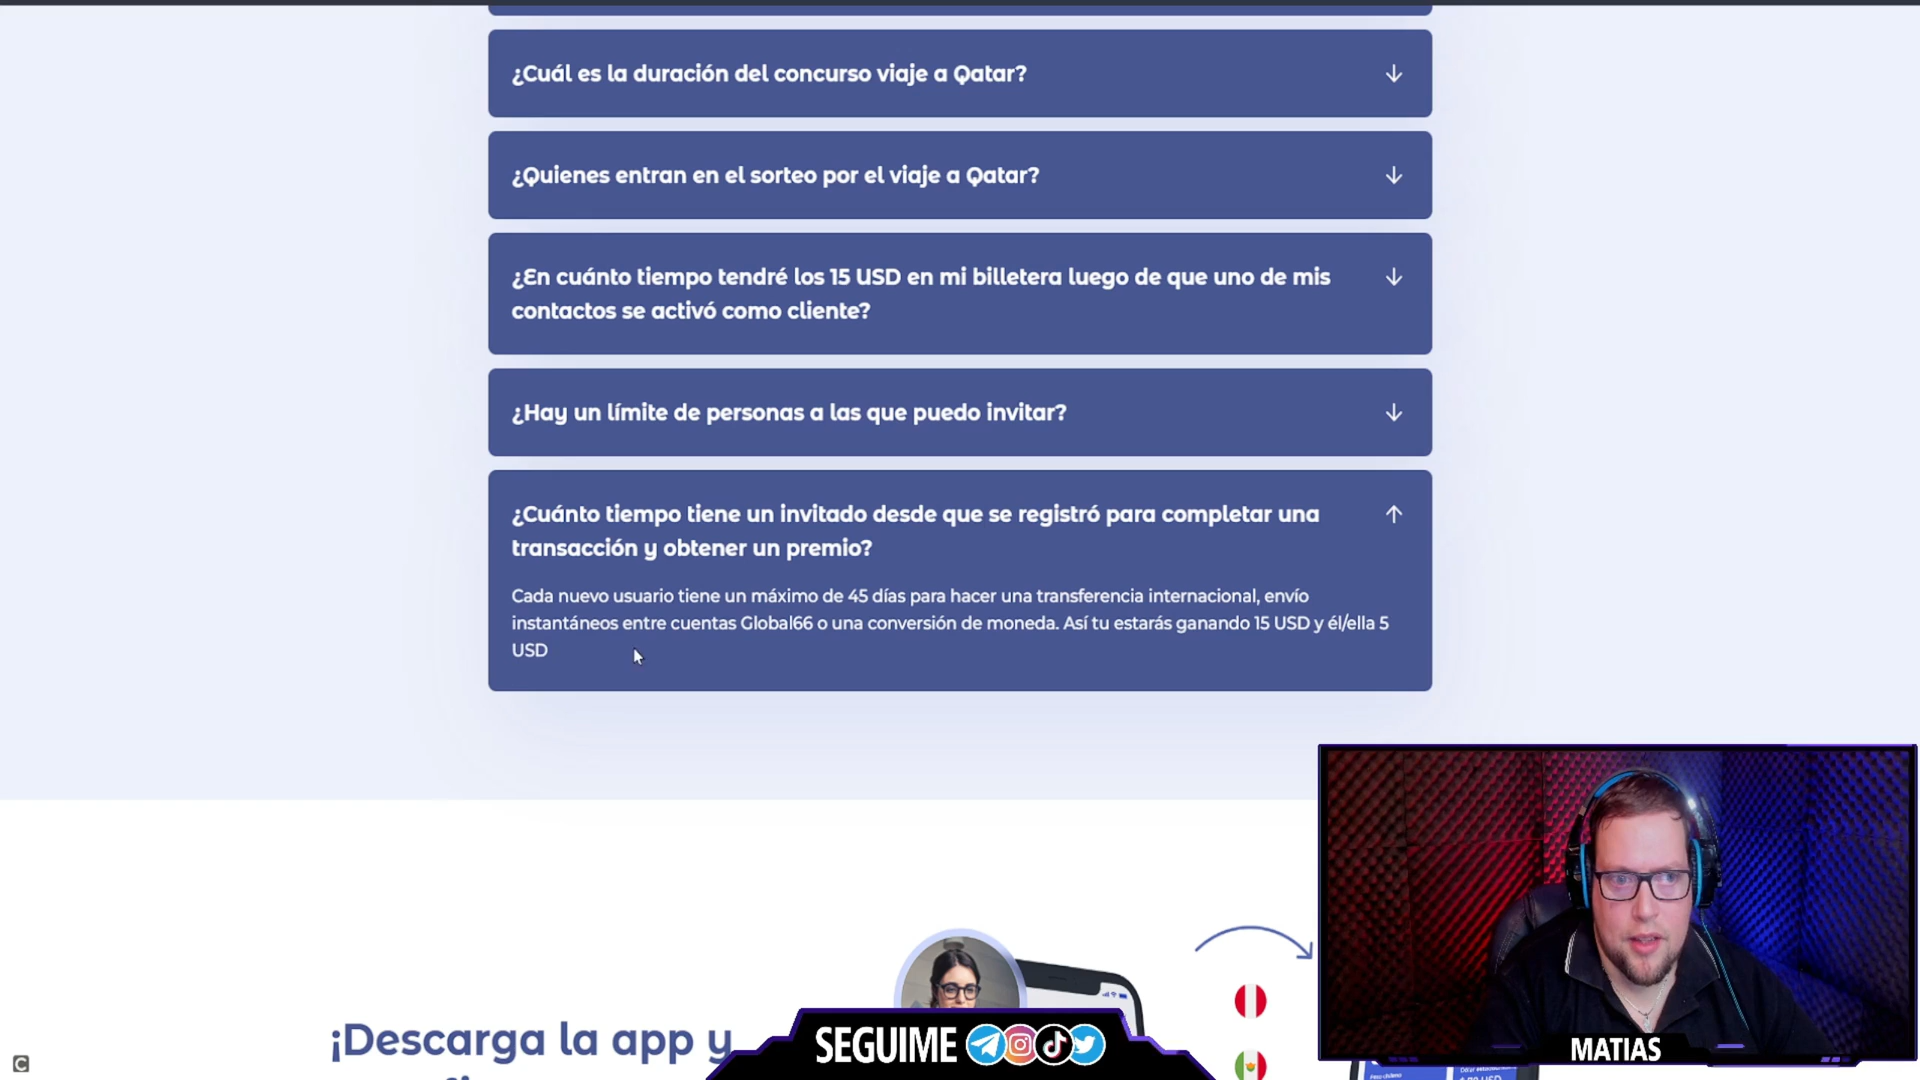 ¿Cuál es la duración del concurso viaje a Qatar?
¿Quienes entran en el sorteo por el viaje a Qatar?
¿En cuánto tiempo tendré los 15 USD en mi billetera luego de que uno de mis
contactos se activó como cliente?
¿Hay un límite de personas a las que puedo invitar?
¿Cuánto tiempo tiene un invitado desde que se registró para completar una
transacción y obtener un premio?
Cada nuevo usuario tiene un máximo de 45 días para hacer una transferencia internacional, envío
instantáneos entre cuentas Global66 o una conversión de moneda. Así tu estarás ganando 15 USD y él/ella 5
USD
¡Descarga la app y
SEGUIME
MATIAS